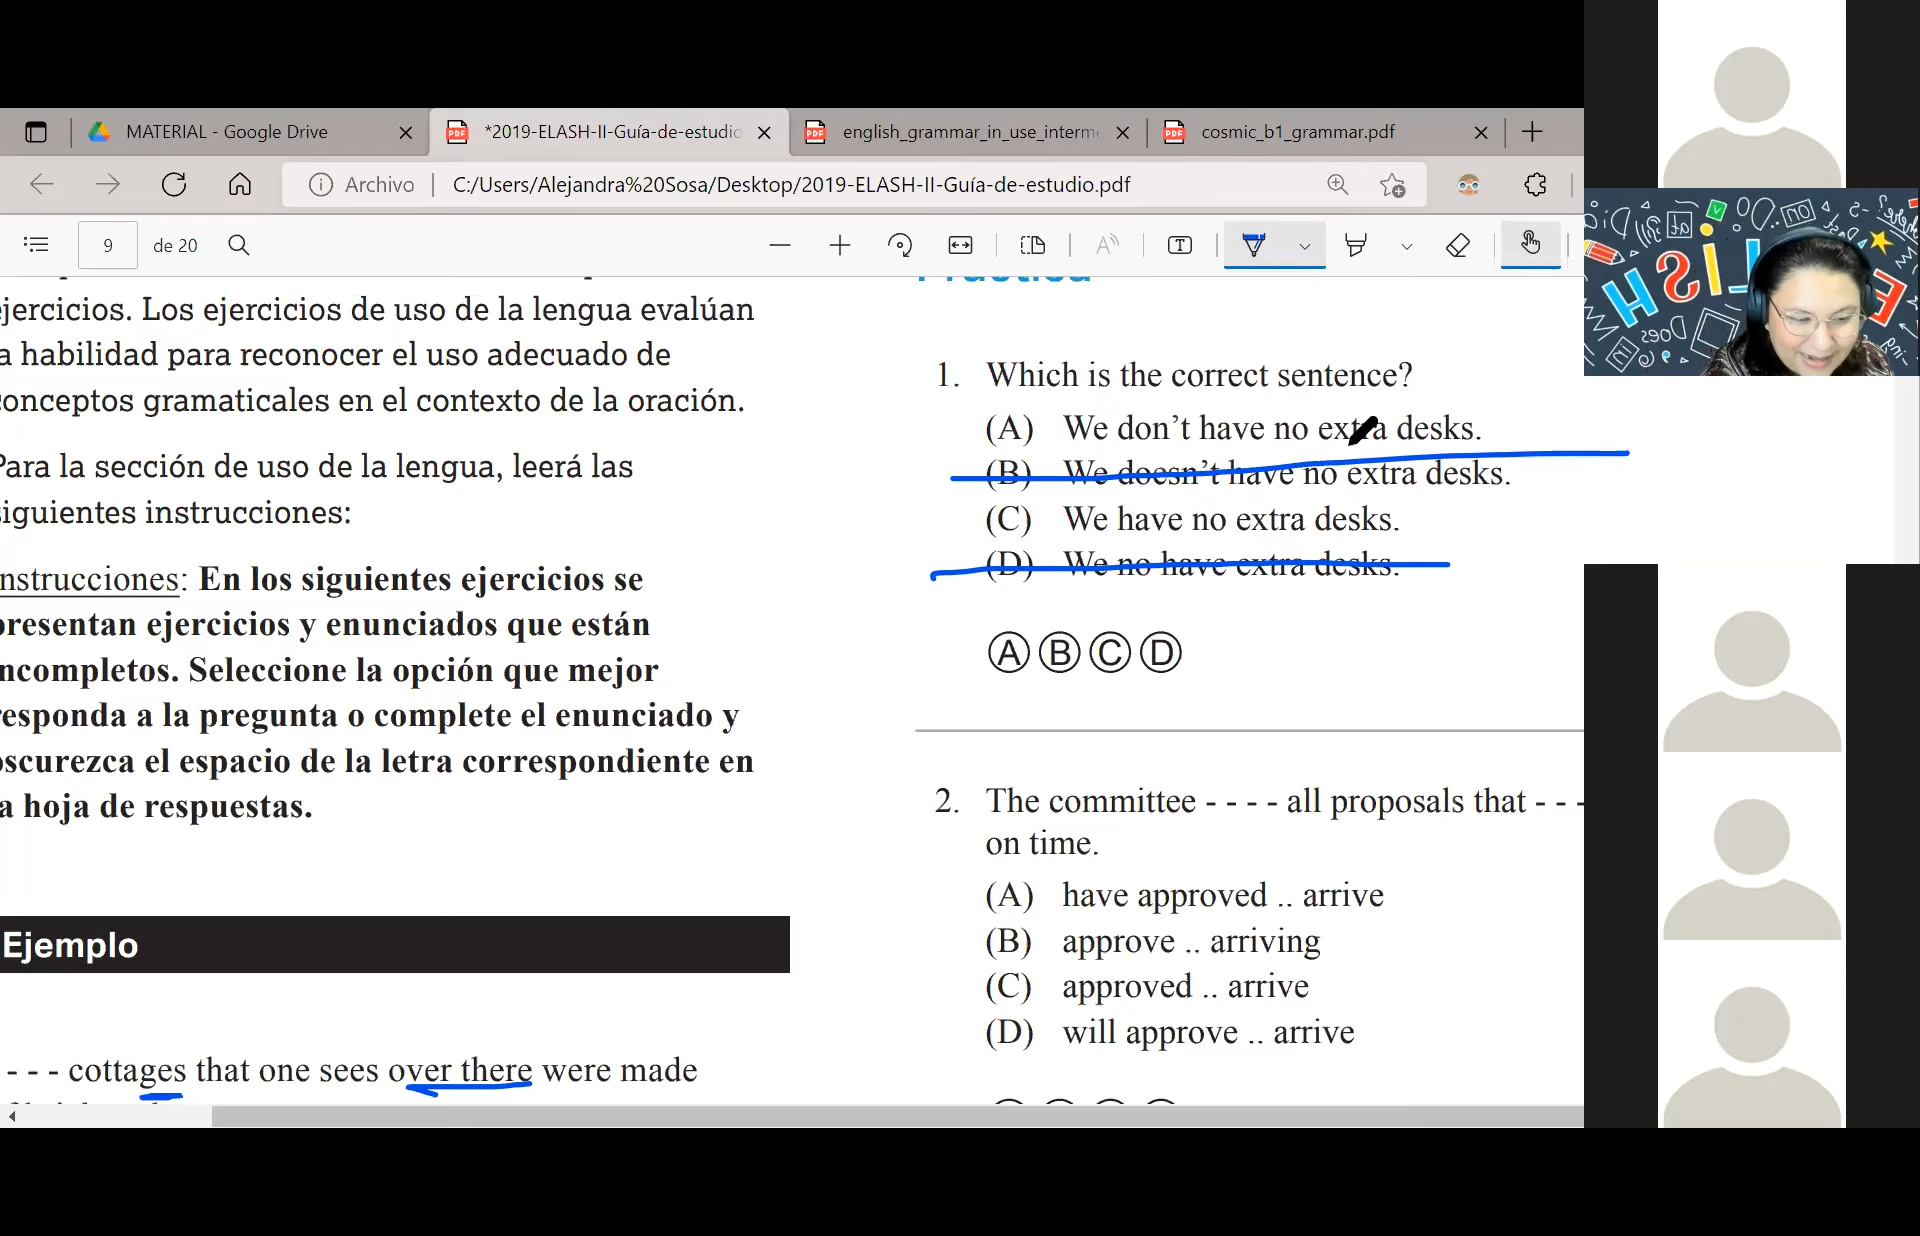 MATERIAL - Google Drive
*2019-ELASH-II-Guía-de-estudio
english_grammar_in_use_interme
cosmic_b1_grammar.pdf
Archivo
C:/Users/Alejandra%20Sosa/Desktop/2019-ELASH-II-Guía-de-estudio.pdf
9
de 20
ejercicios. Los ejercicios de uso de la lengua evalúan
a habilidad para reconocer el uso adecuado de
conceptos gramaticales en el contexto de la oración.
Para la sección de uso de la lengua, leerá las
siguientes instrucciones:
nstrucciones: En los siguientes ejercicios se
presentan ejercicios y enunciados que están
ncompletos. Seleccione la opción que mejor
responda a la pregunta o complete el enunciado y
oscurezca el espacio de la letra correspondiente en
a hoja de respuestas.
Ejemplo
- - - cottages that one sees over there were made
Práctica
1. Which is the correct sentence?
(A) We don’t have no extra desks.
(B) We doesn’t have no extra desks.
(C) We have no extra desks.
(D) We no have extra desks.
A B C D
2. The committee - - - - all proposals that - - -
on time.
(A) have approved .. arrive
(B) approve .. arriving
(C) approved .. arrive
(D) will approve .. arrive
ENGLISH